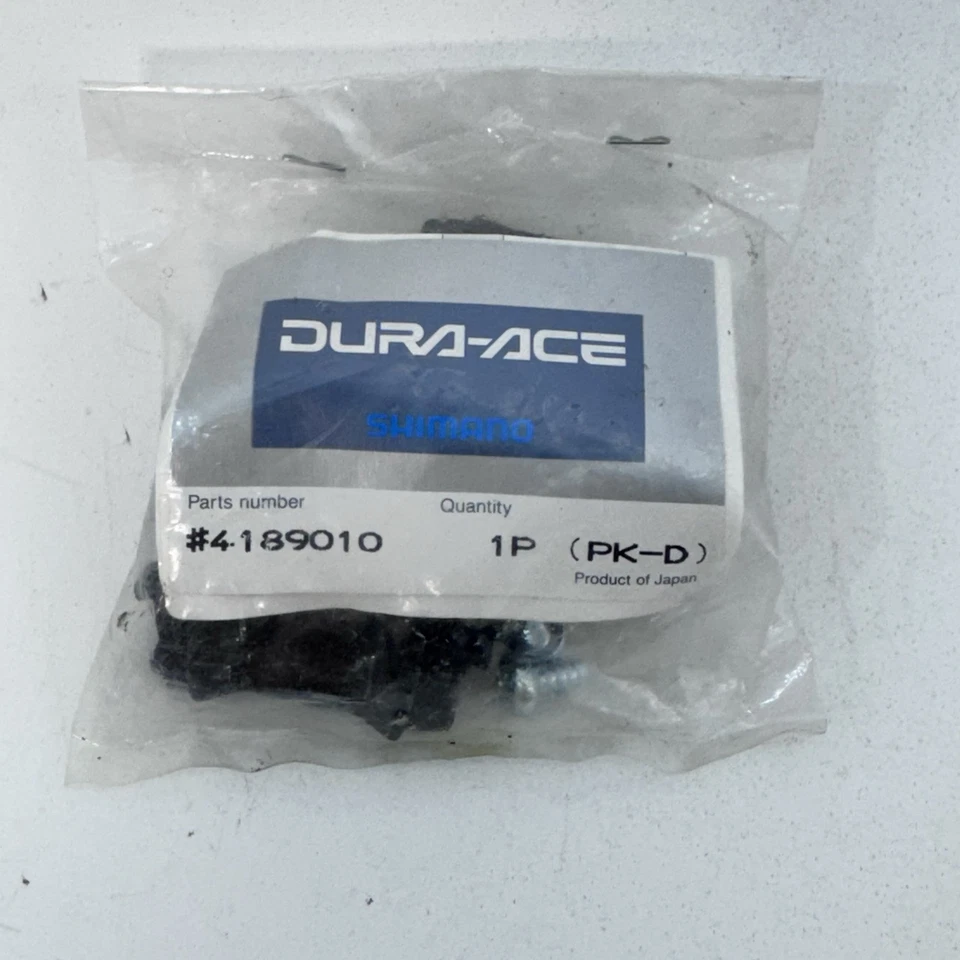 DURA-ACE
SHIMANO
Parts number Quantity
#4189010 1P (PK-D)
Product of Japan